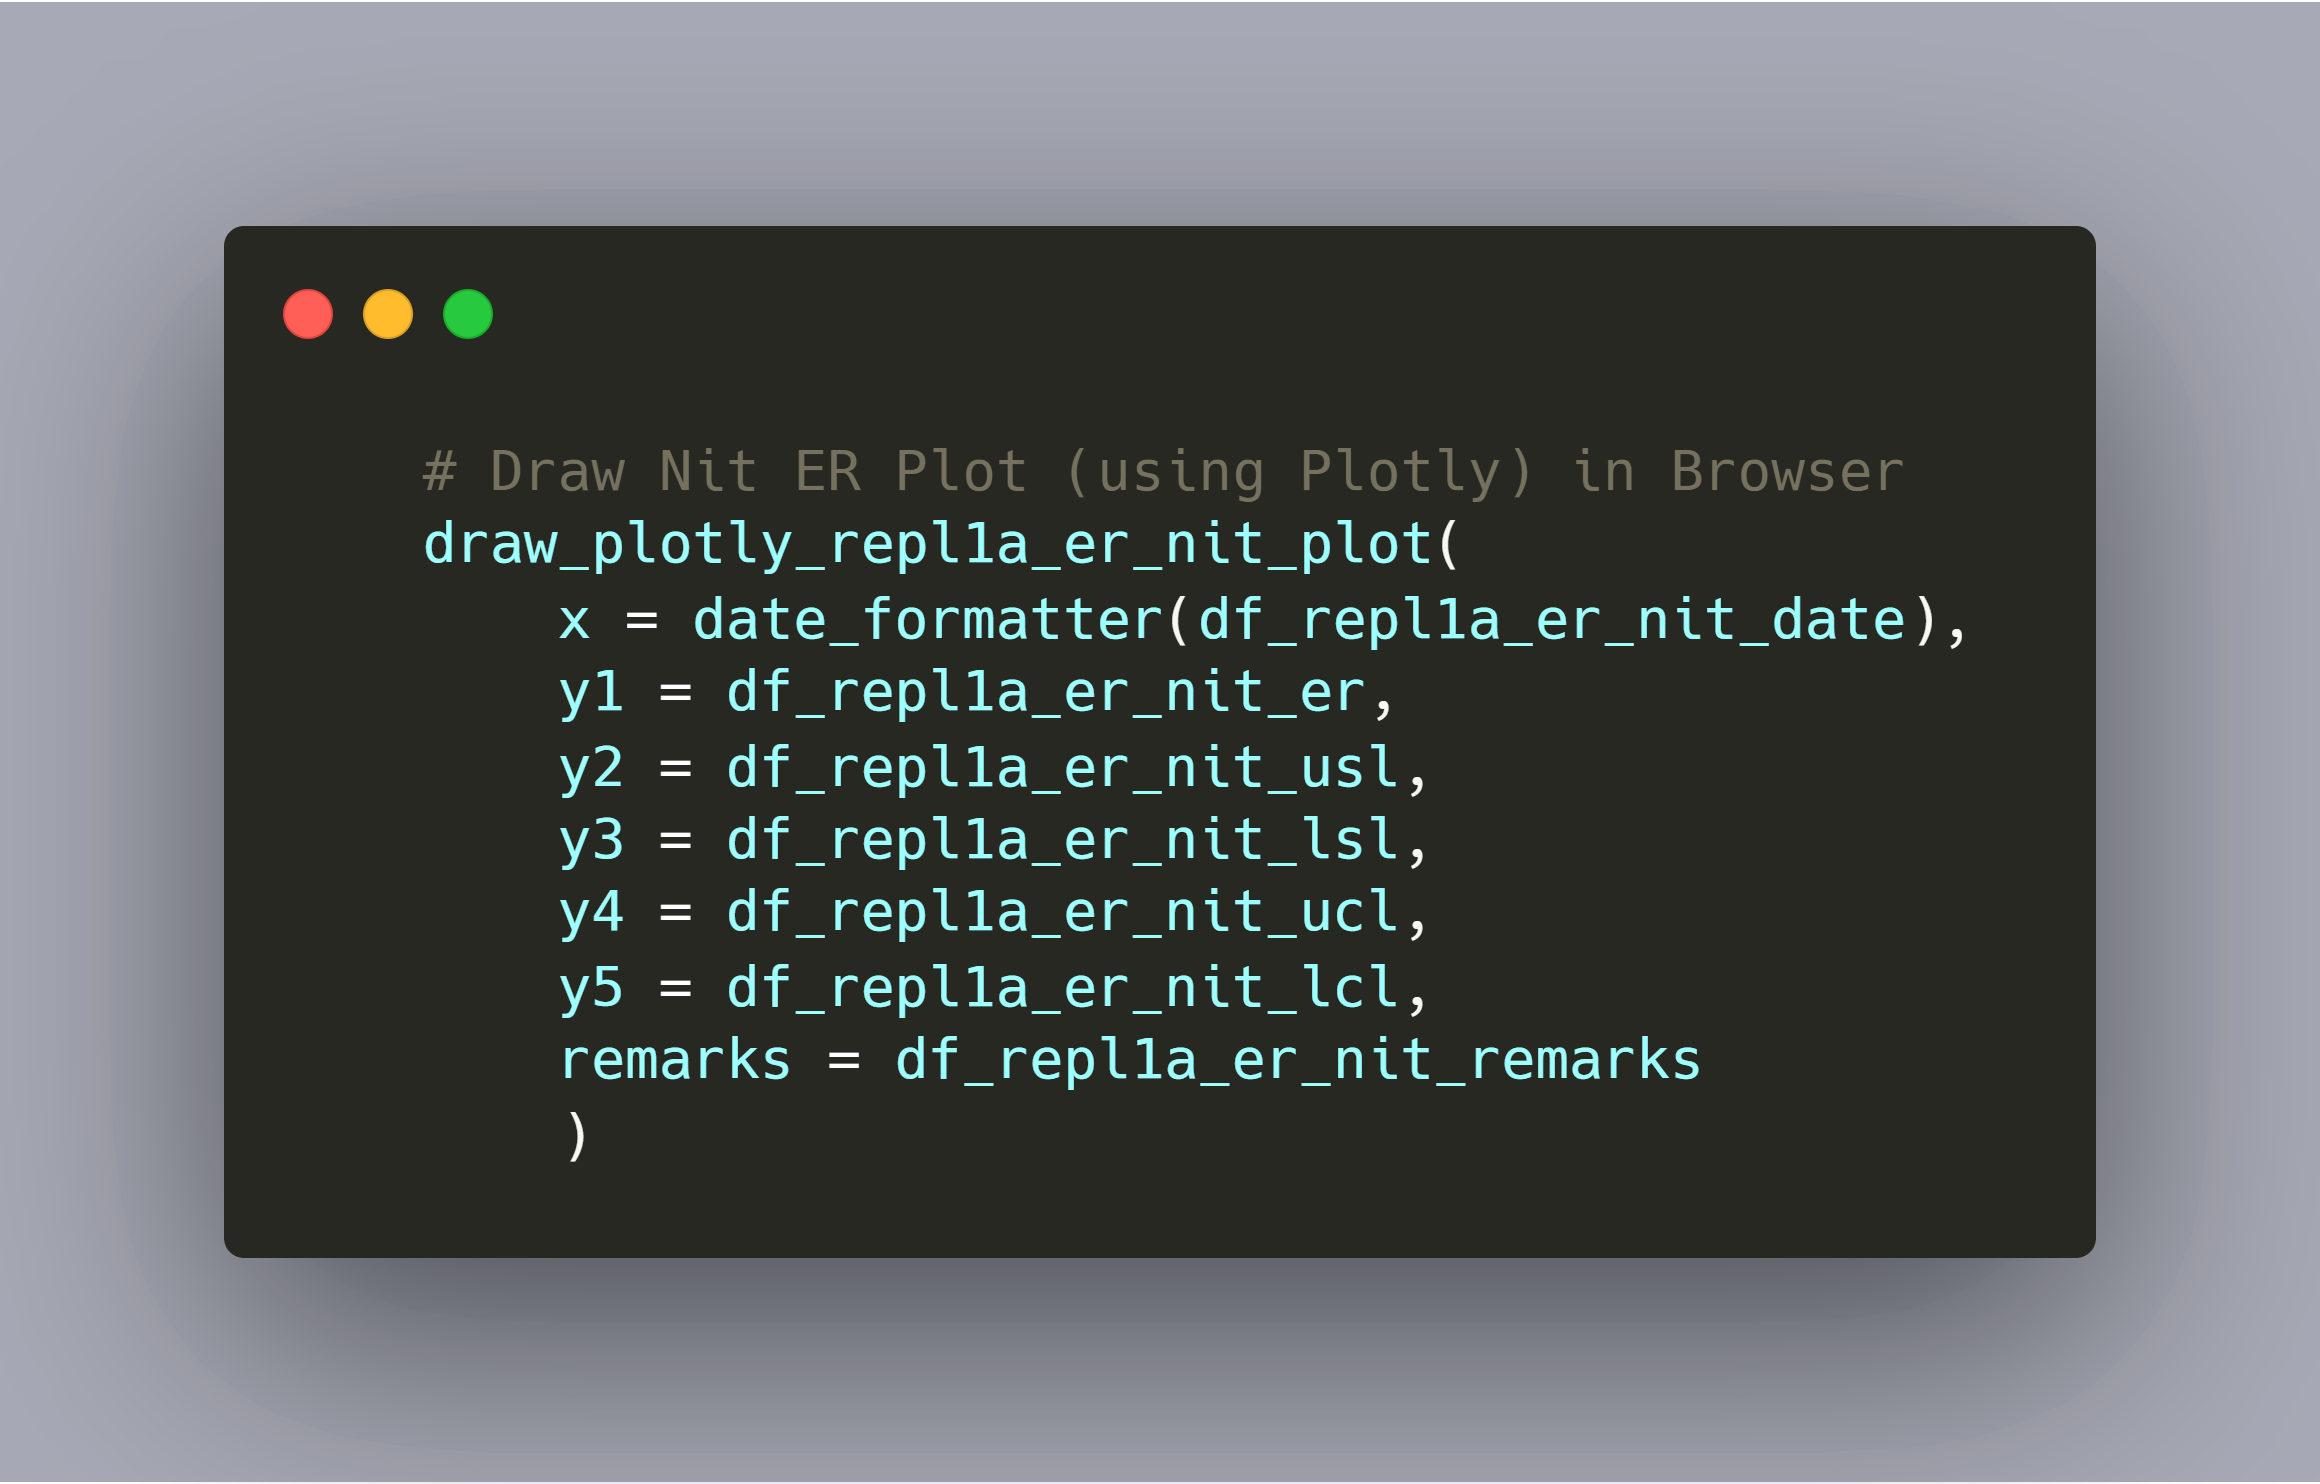 # Draw Nit ER Plot (using Plotly) in Browser
draw_plotly_repl1a_er_nit_plot(
    x = date_formatter(df_repl1a_er_nit_date),
    y1 = df_repl1a_er_nit_er,
    y2 = df_repl1a_er_nit_usl,
    y3 = df_repl1a_er_nit_lsl,
    y4 = df_repl1a_er_nit_ucl,
    y5 = df_repl1a_er_nit_lcl,
    remarks = df_repl1a_er_nit_remarks
    )